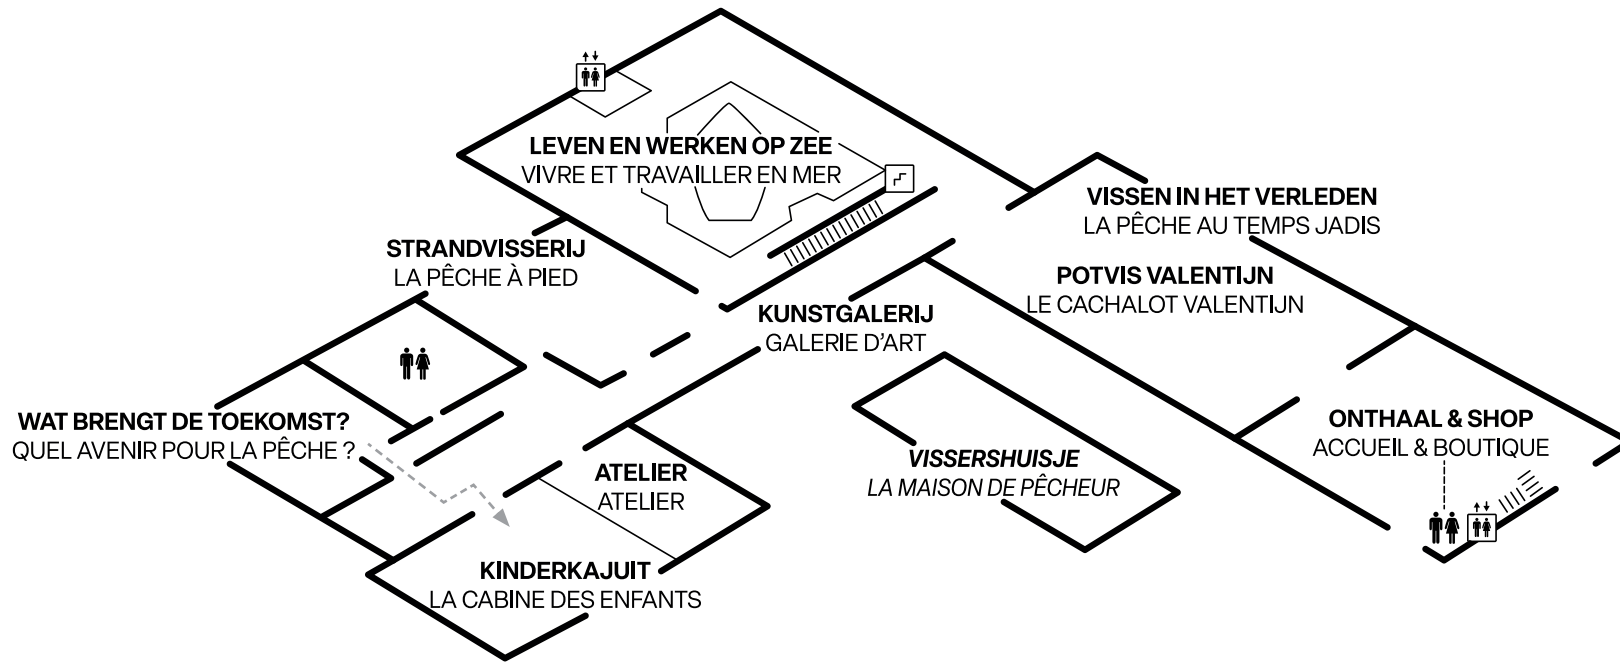 LEVEN EN WERKEN OP ZEE
VIVRE ET TRAVAILLER EN MER
VISSEN IN HET VERLEDEN
LA PÊCHE AU TEMPS JADIS
STRANDVISSERIJ
LA PÊCHE À PIED
POTVIS VALENTIJN
LE CACHALOT VALENTIJN
KUNSTGALERIJ
GALERIE D'ART
WAT BRENGT DE TOEKOMST?
QUEL AVENIR POUR LA PÊCHE ?
ONTHAAL & SHOP
ACCUEIL & BOUTIQUE
VISSERSHUISJE
LA MAISON DE PÊCHEUR
ATELIER
ATELIER
KINDERKAJUIT
LA CABINE DES ENFANTS